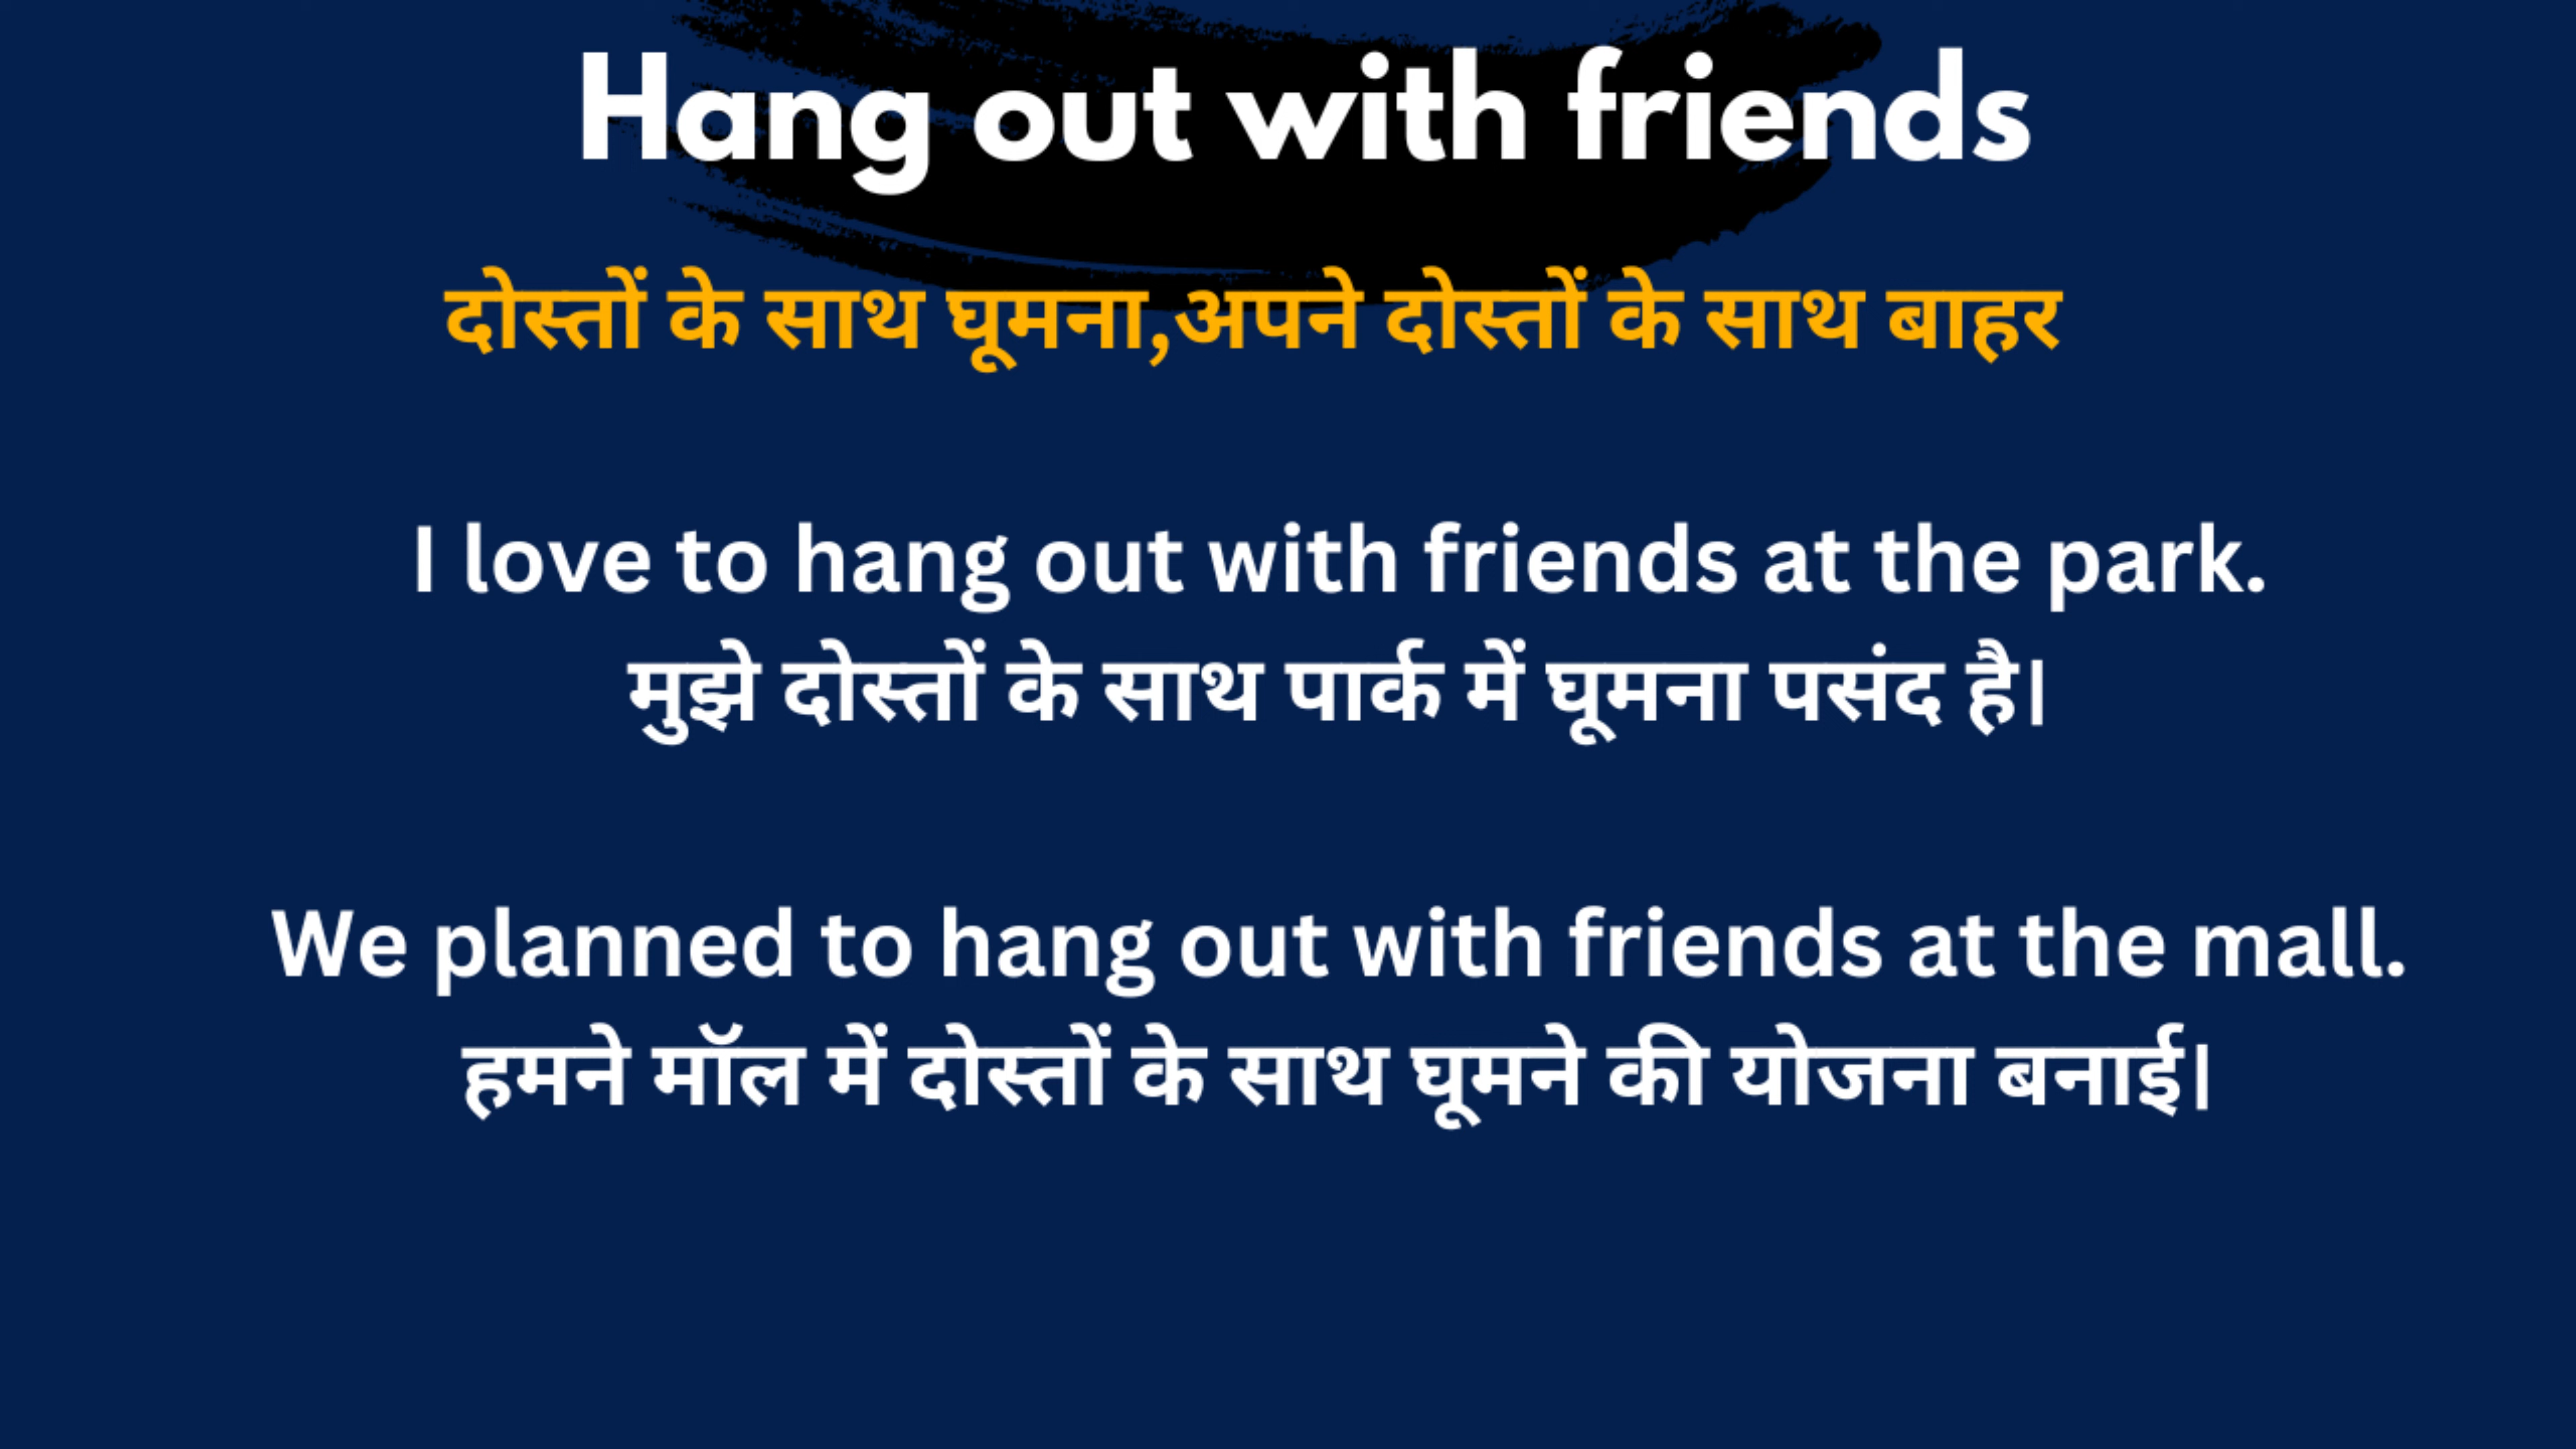 Hang out with friends
दोस्तों के साथ घूमना,अपने दोस्तों के साथ बाहर
I love to hang out with friends at the park.
मुझे दोस्तों के साथ पार्क में घूमना पसंद है।
We planned to hang out with friends at the mall.
हमने मॉल में दोस्तों के साथ घूमने की योजना बनाई।